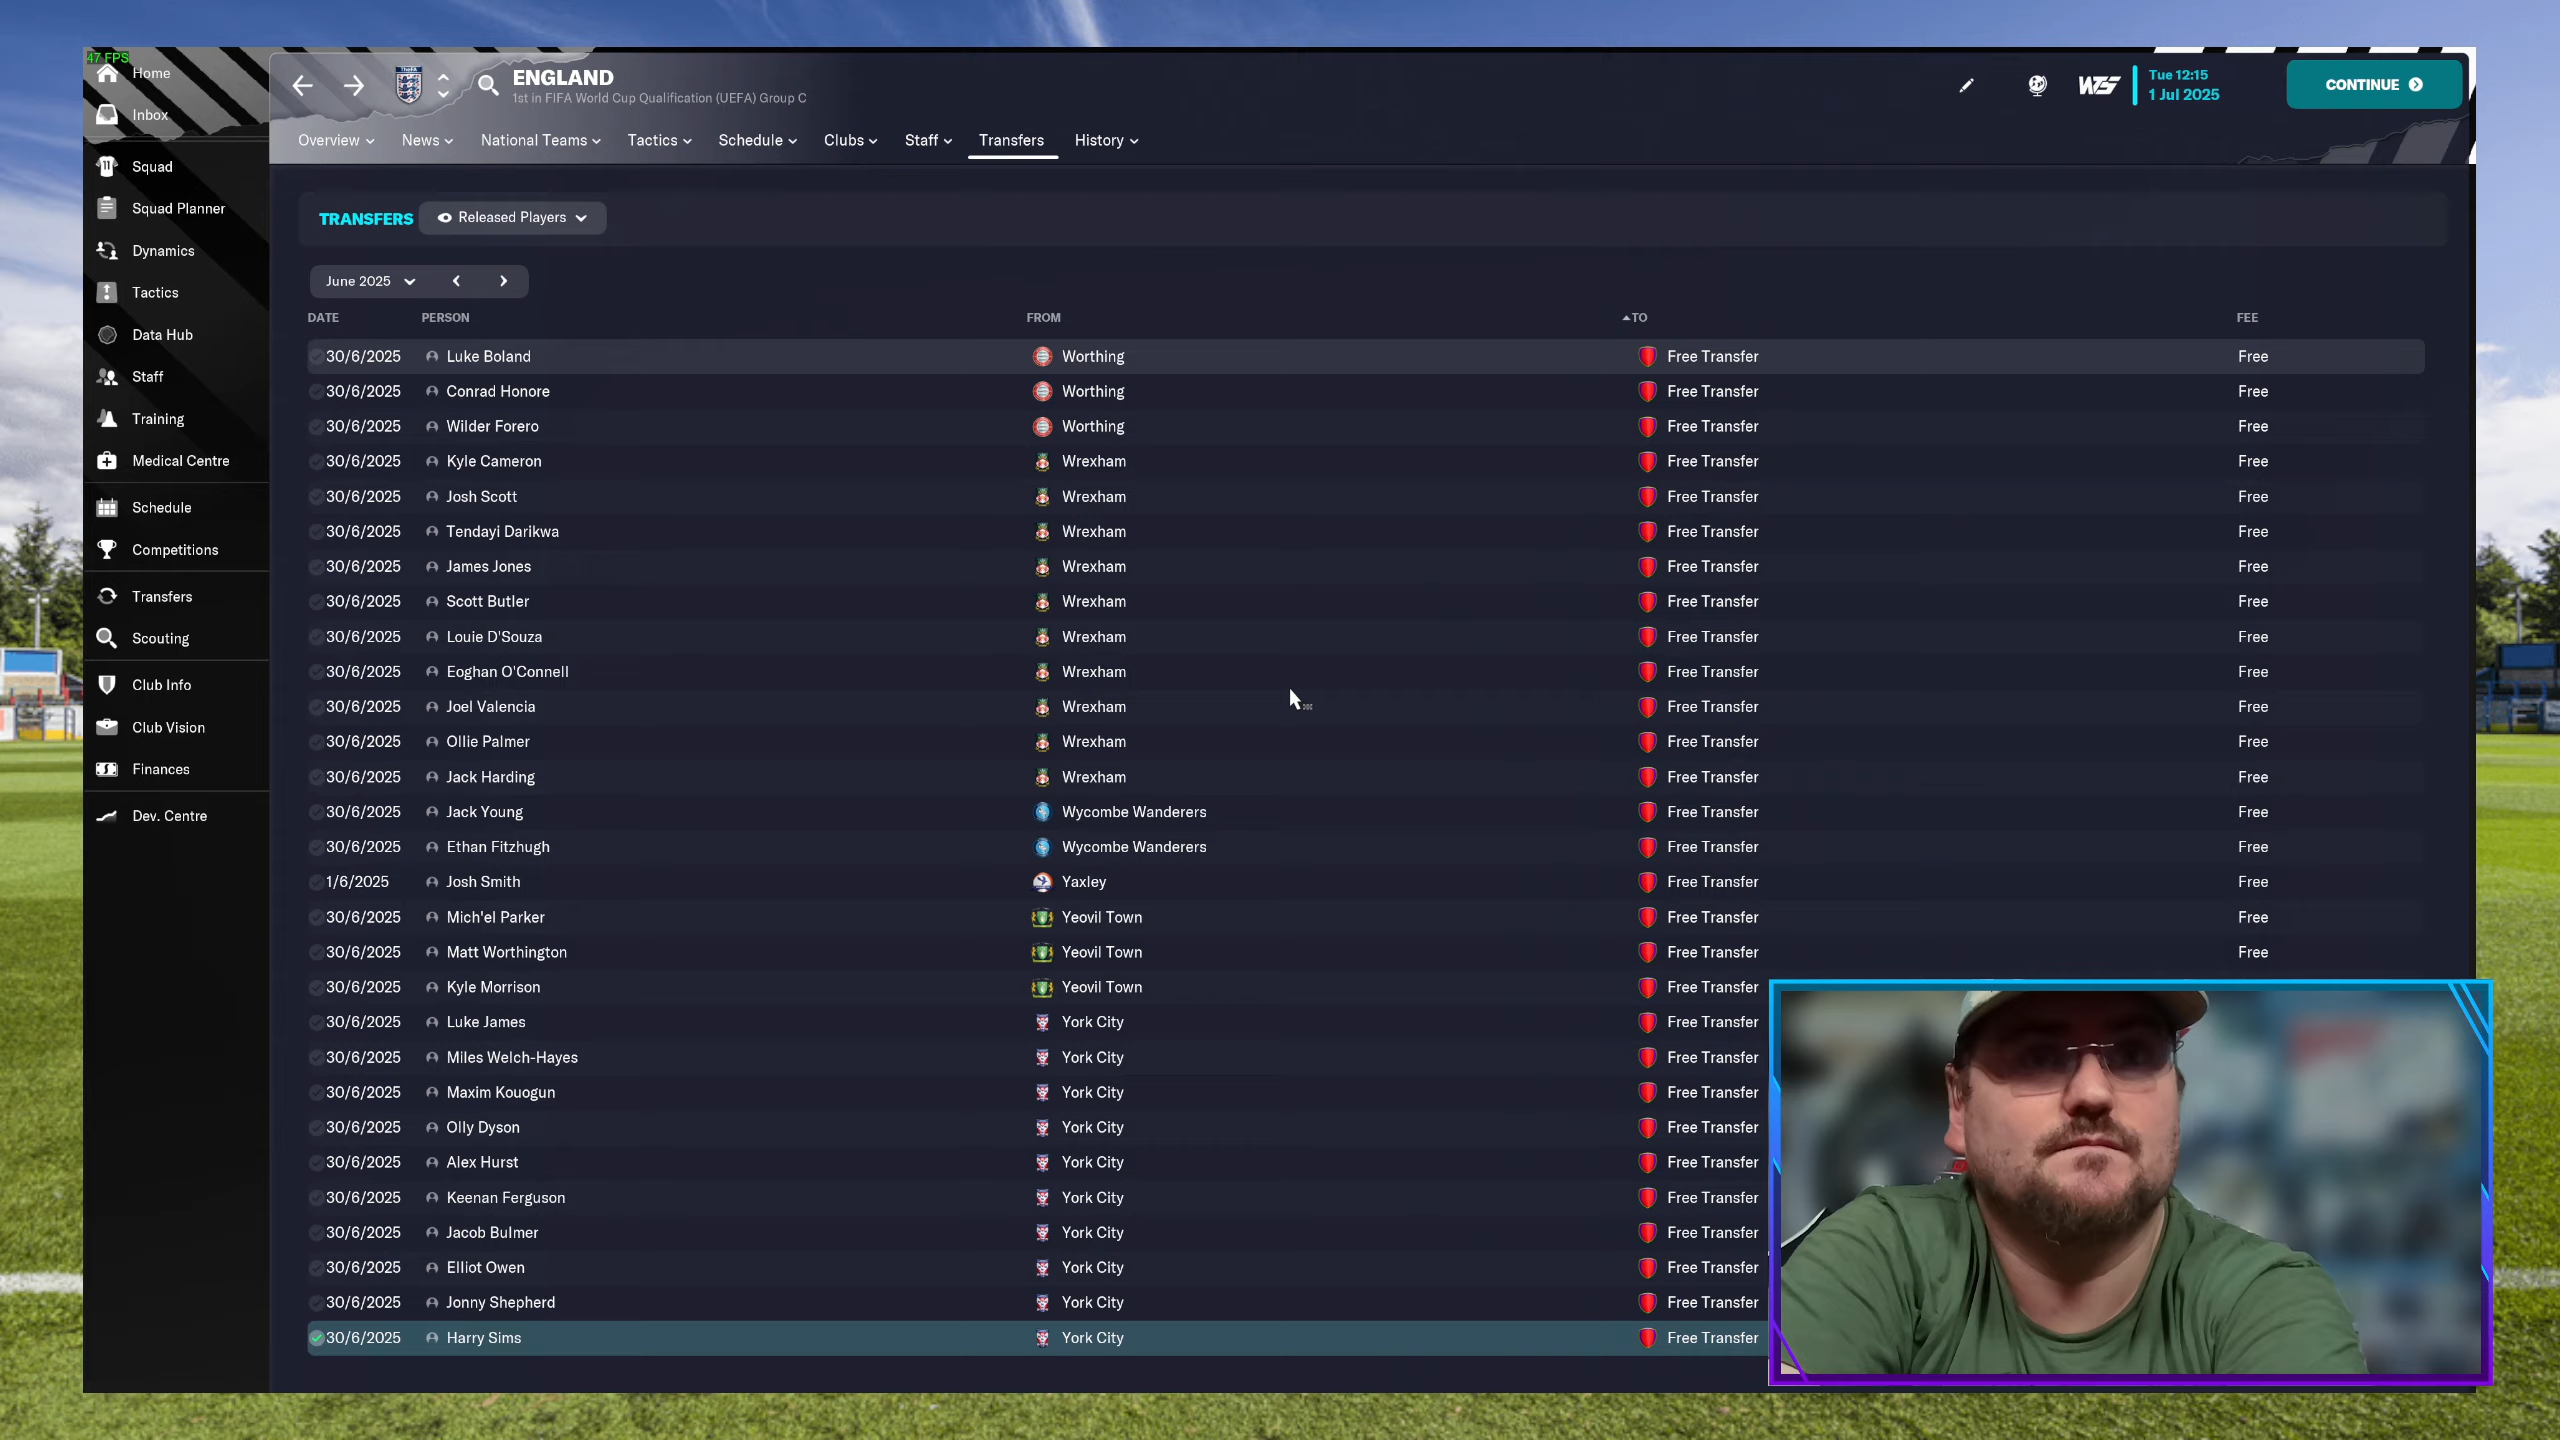 47 FPS
Home
Inbox
Squad
Squad Planner
Dynamics
Tactics
Data Hub
Staff
Training
Medical Centre
Schedule
Competitions
Transfers
Scouting
Club Info
Club Vision
Finances
Dev. Centre
ENGLAND
1st in FIFA World Cup Qualification (UEFA) Group C
Tue 12:15
1 Jul 2025
CONTINUE
Overview News National Teams Tactics Schedule Clubs Staff Transfers History
TRANSFERS Released Players
June 2025
DATE PERSON FROM TO FEE
30/6/2025 Luke Boland Worthing Free Transfer Free
30/6/2025 Conrad Honore Worthing Free Transfer Free
30/6/2025 Wilder Forero Worthing Free Transfer Free
30/6/2025 Kyle Cameron Wrexham Free Transfer Free
30/6/2025 Josh Scott Wrexham Free Transfer Free
30/6/2025 Tendayi Darikwa Wrexham Free Transfer Free
30/6/2025 James Jones Wrexham Free Transfer Free
30/6/2025 Scott Butler Wrexham Free Transfer Free
30/6/2025 Louie D'Souza Wrexham Free Transfer Free
30/6/2025 Eoghan O'Connell Wrexham Free Transfer Free
30/6/2025 Joel Valencia Wrexham Free Transfer Free
30/6/2025 Ollie Palmer Wrexham Free Transfer Free
30/6/2025 Jack Harding Wrexham Free Transfer Free
30/6/2025 Jack Young Wycombe Wanderers Free Transfer Free
30/6/2025 Ethan Fitzhugh Wycombe Wanderers Free Transfer Free
1/6/2025 Josh Smith Yaxley Free Transfer Free
30/6/2025 Mich'el Parker Yeovil Town Free Transfer Free
30/6/2025 Matt Worthington Yeovil Town Free Transfer Free
30/6/2025 Kyle Morrison Yeovil Town Free Transfer
30/6/2025 Luke James York City Free Transfer
30/6/2025 Miles Welch-Hayes York City Free Transfer
30/6/2025 Maxim Kouogun York City Free Transfer
30/6/2025 Olly Dyson York City Free Transfer
30/6/2025 Alex Hurst York City Free Transfer
30/6/2025 Keenan Ferguson York City Free Transfer
30/6/2025 Jacob Bulmer York City Free Transfer
30/6/2025 Elliot Owen York City Free Transfer
30/6/2025 Jonny Shepherd York City Free Transfer
30/6/2025 Harry Sims York City Free Transfer